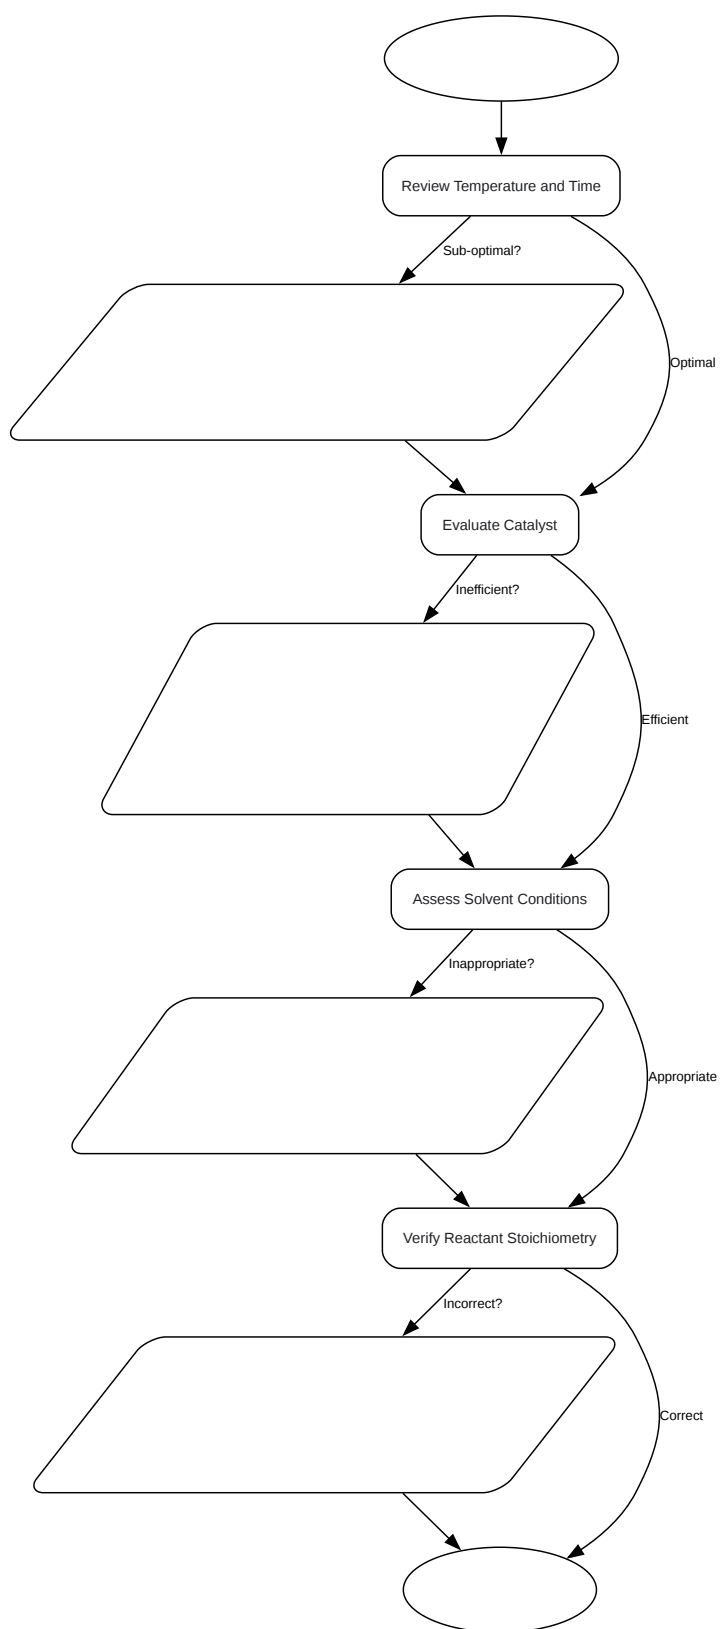 Review Temperature and Time
Sub-optimal?
Optimal
Evaluate Catalyst
Inefficient?
Efficient
Assess Solvent Conditions
Inappropriate?
Appropriate
Verify Reactant Stoichiometry
Incorrect?
Correct